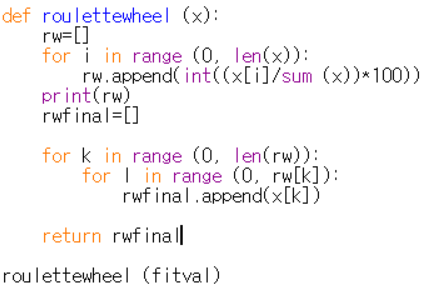 def roulettewheel (x):
    rw=[]
    for i in range (0, len(x)):
        rw.append(int((x[i]/sum (x))*100))
    print(rw)
    rwfinal=[]

    for k in range (0, len(rw)):
        for l in range (0, rw[k]):
            rwfinal.append(x[k])

    return rwfinal

roulettewheel (fitval)